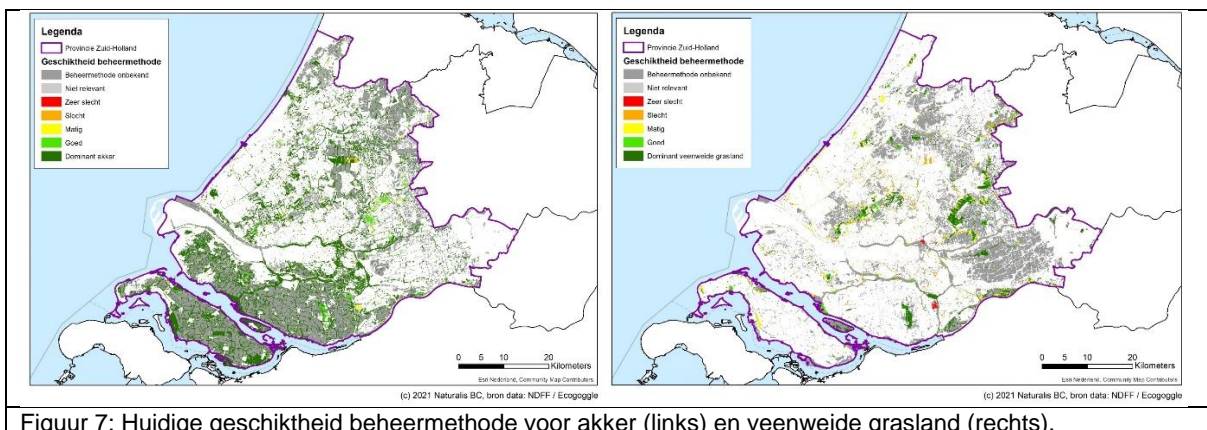 Legenda
Provincie Zuid-Holland
Geschiktheid beheermethode
Beheermethode onbekend
Niet relevant
Zeer slecht
Slecht
Matig
Goed
Dominant akker
0 5 10 20
Kilometers
Esri Nederland, Community Map Contributors
(c) 2021 Naturalis BC, bron data: NDFF / Ecogoggle
Legenda
Provincie Zuid-Holland
Geschiktheid beheermethode
Beheermethode onbekend
Niet relevant
Zeer slecht
Slecht
Matig
Goed
Dominant veenweide grasland
0 5 10 20
Kilometers
Esri Nederland, Community Map Contributors
(c) 2021 Naturalis BC, bron data: NDFF / Ecogoggle
Figuur 7: Huidige geschiktheid beheermethode voor akker (links) en veenweide grasland (rechts).